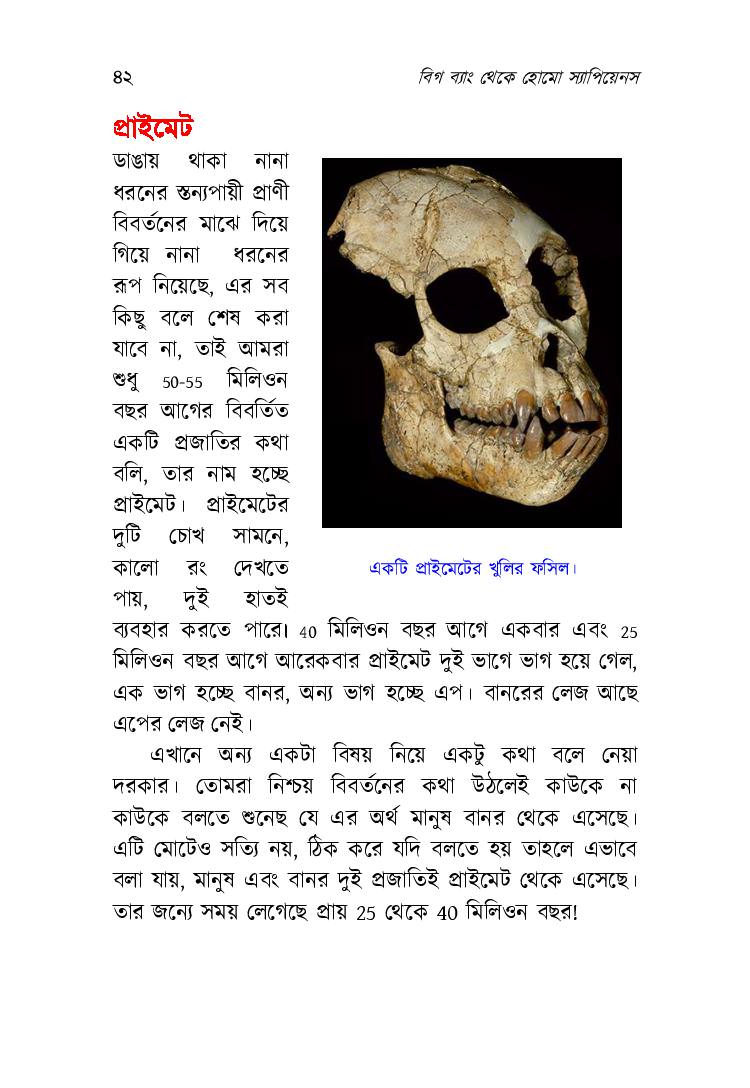 ৪২ বিগ ব্যাং থেকে হোমো স্যাপিয়েনস
প্রাইমেট
ডাঙায় থাকা নানা
ধরনের স্তন্যপায়ী প্রাণী
বিবর্তনের মাঝে দিয়ে
গিয়ে নানা ধরনের
রূপ নিয়েছে, এর সব
কিছু বলে শেষ করা
যাবে না, তাই আমরা
শুধু 50-55 মিলিওন
বছর আগের বিবর্তিত
একটি প্রজাতির কথা
বলি, তার নাম হচ্ছে
প্রাইমেট। প্রাইমেটের
দুটি চোখ সামনে,
কালো রং দেখতে
পায়, দুই হাতই
একটি প্রাইমেটের খুলির ফসিল।
ব্যবহার করতে পারে। 40 মিলিওন বছর আগে একবার এবং 25
মিলিওন বছর আগে আরেকবার প্রাইমেট দুই ভাগে ভাগ হয়ে গেল,
এক ভাগ হচ্ছে বানর, অন্য ভাগ হচ্ছে এপ। বানরের লেজ আছে
এপের লেজ নেই।
এখানে অন্য একটা বিষয় নিয়ে একটু কথা বলে নেয়া
দরকার। তোমরা নিশ্চয় বিবর্তনের কথা উঠলেই কাউকে না
কাউকে বলতে শুনেছ যে এর অর্থ মানুষ বানর থেকে এসেছে।
এটি মোটেও সত্যি নয়, ঠিক করে যদি বলতে হয় তাহলে এভাবে
বলা যায়, মানুষ এবং বানর দুই প্রজাতিই প্রাইমেট থেকে এসেছে।
তার জন্যে সময় লেগেছে প্রায় 25 থেকে 40 মিলিওন বছর!